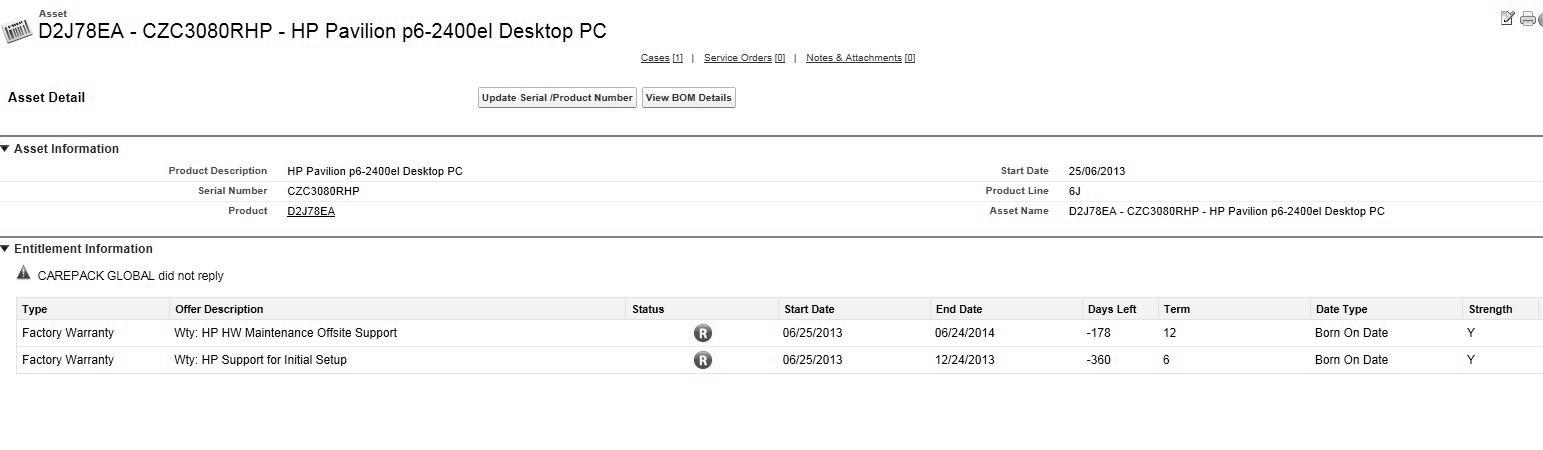 Asset
D2J78EA - CZC3080RHP - HP Pavilion p6-2400el Desktop PC
Cases [1] | Service Orders [0] | Notes & Attachments [0]
Asset Detail Update Serial /Product Number View BOM Details
Asset Information
Product Description HP Pavilion p6-2400el Desktop PC Start Date 25/06/2013
Serial Number CZC3080RHP Product Line 6J
Product D2J78EA Asset Name D2J78EA - CZC3080RHP - HP Pavilion p6-2400el Desktop PC
Entitlement Information
CAREPACK GLOBAL did not reply
Type Offer Description Status Start Date End Date Days Left Term Date Type Strength
Factory Warranty Wty: HP HW Maintenance Offsite Support R 06/25/2013 06/24/2014 -178 12 Born On Date Y
Factory Warranty Wty: HP Support for Initial Setup R 06/25/2013 12/24/2013 -360 6 Born On Date Y